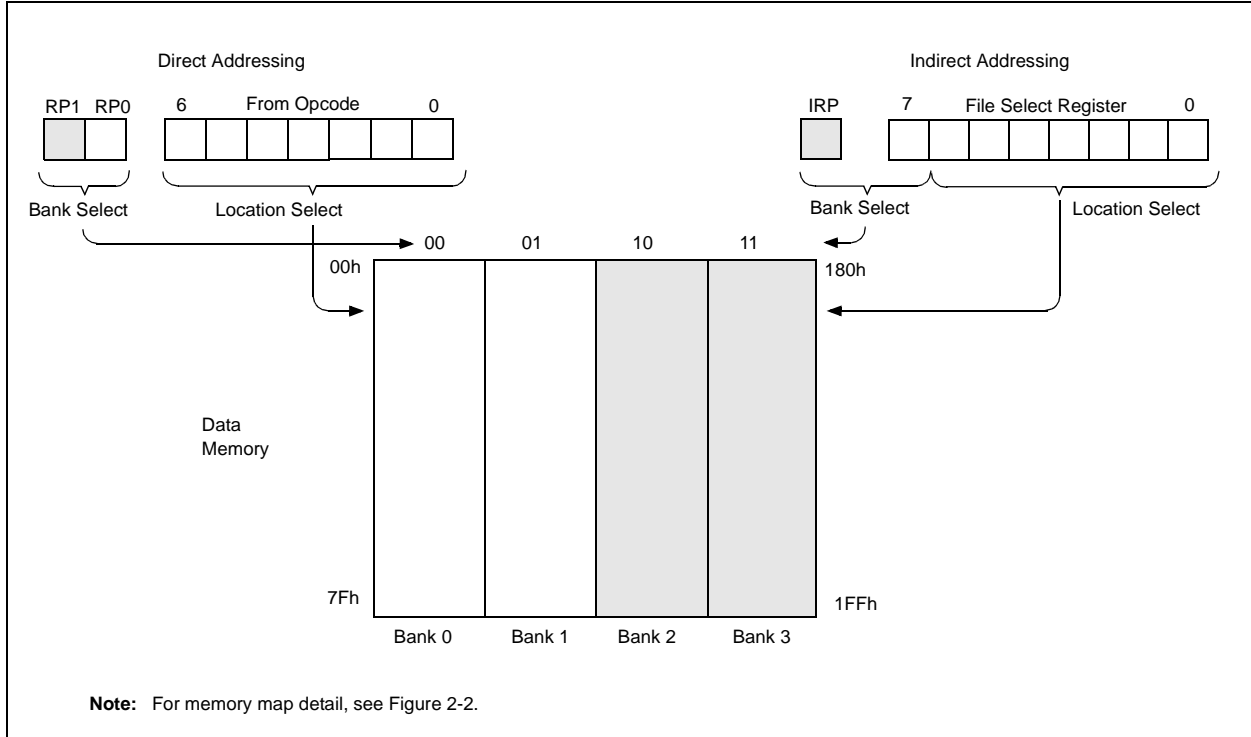 Direct Addressing
Indirect Addressing
RP1 RP0 6 From Opcode 0
IRP 7 File Select Register 0
Bank Select Location Select
Bank Select Location Select
00 01 10 11
00h 180h
Data
Memory
7Fh 1FFh
Bank 0 Bank 1 Bank 2 Bank 3
Note: For memory map detail, see Figure 2-2.